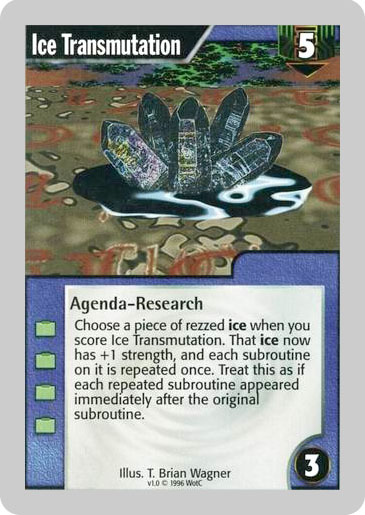 Ice Transmutation
5
Agenda-Research
Choose a piece of rezzed ice when you
score Ice Transmutation. That ice now
has +1 strength, and each subroutine
on it is repeated once. Treat this as if
each repeated subroutine appeared
immediately after the original
subroutine.
Illus. T. Brian Wagner
v1.0 © 1996 WotC
3